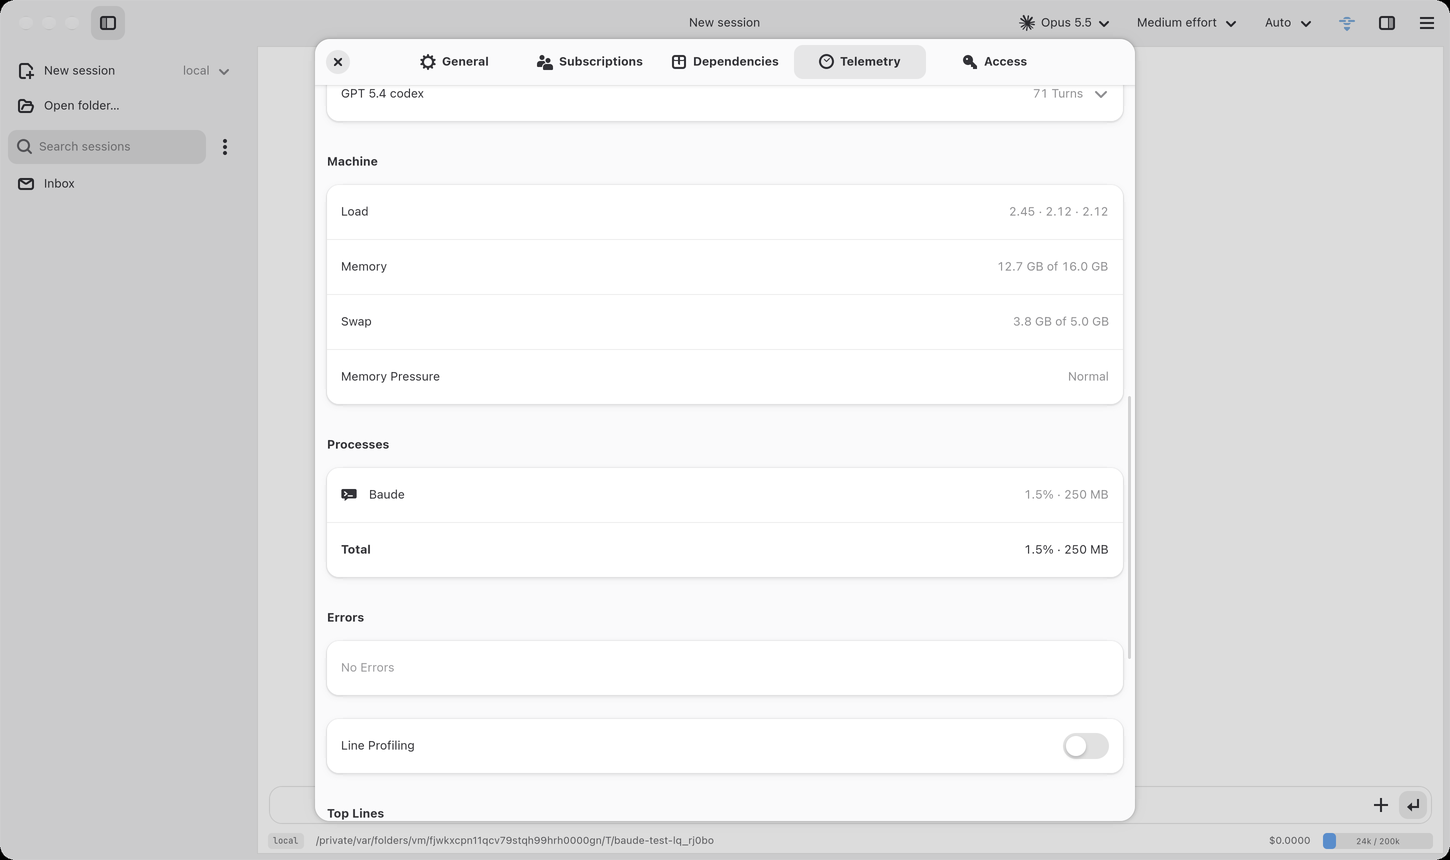 New session
Opus 5.5
Medium effort
Auto
New session
local
Open folder...
Search sessions
Inbox
General
Subscriptions
Dependencies
Telemetry
Access
GPT 5.4 codex
71 Turns
Machine
Load
2.45 · 2.12 · 2.12
Memory
12.7 GB of 16.0 GB
Swap
3.8 GB of 5.0 GB
Memory Pressure
Normal
Processes
Baude
1.5% · 250 MB
Total
1.5% · 250 MB
Errors
No Errors
Line Profiling
Top Lines
local
/private/var/folders/vm/fjwkxcpn11qcv79stqh99hrh0000gn/T/baude-test-lq_rj0bo
$0.0000
24k / 200k